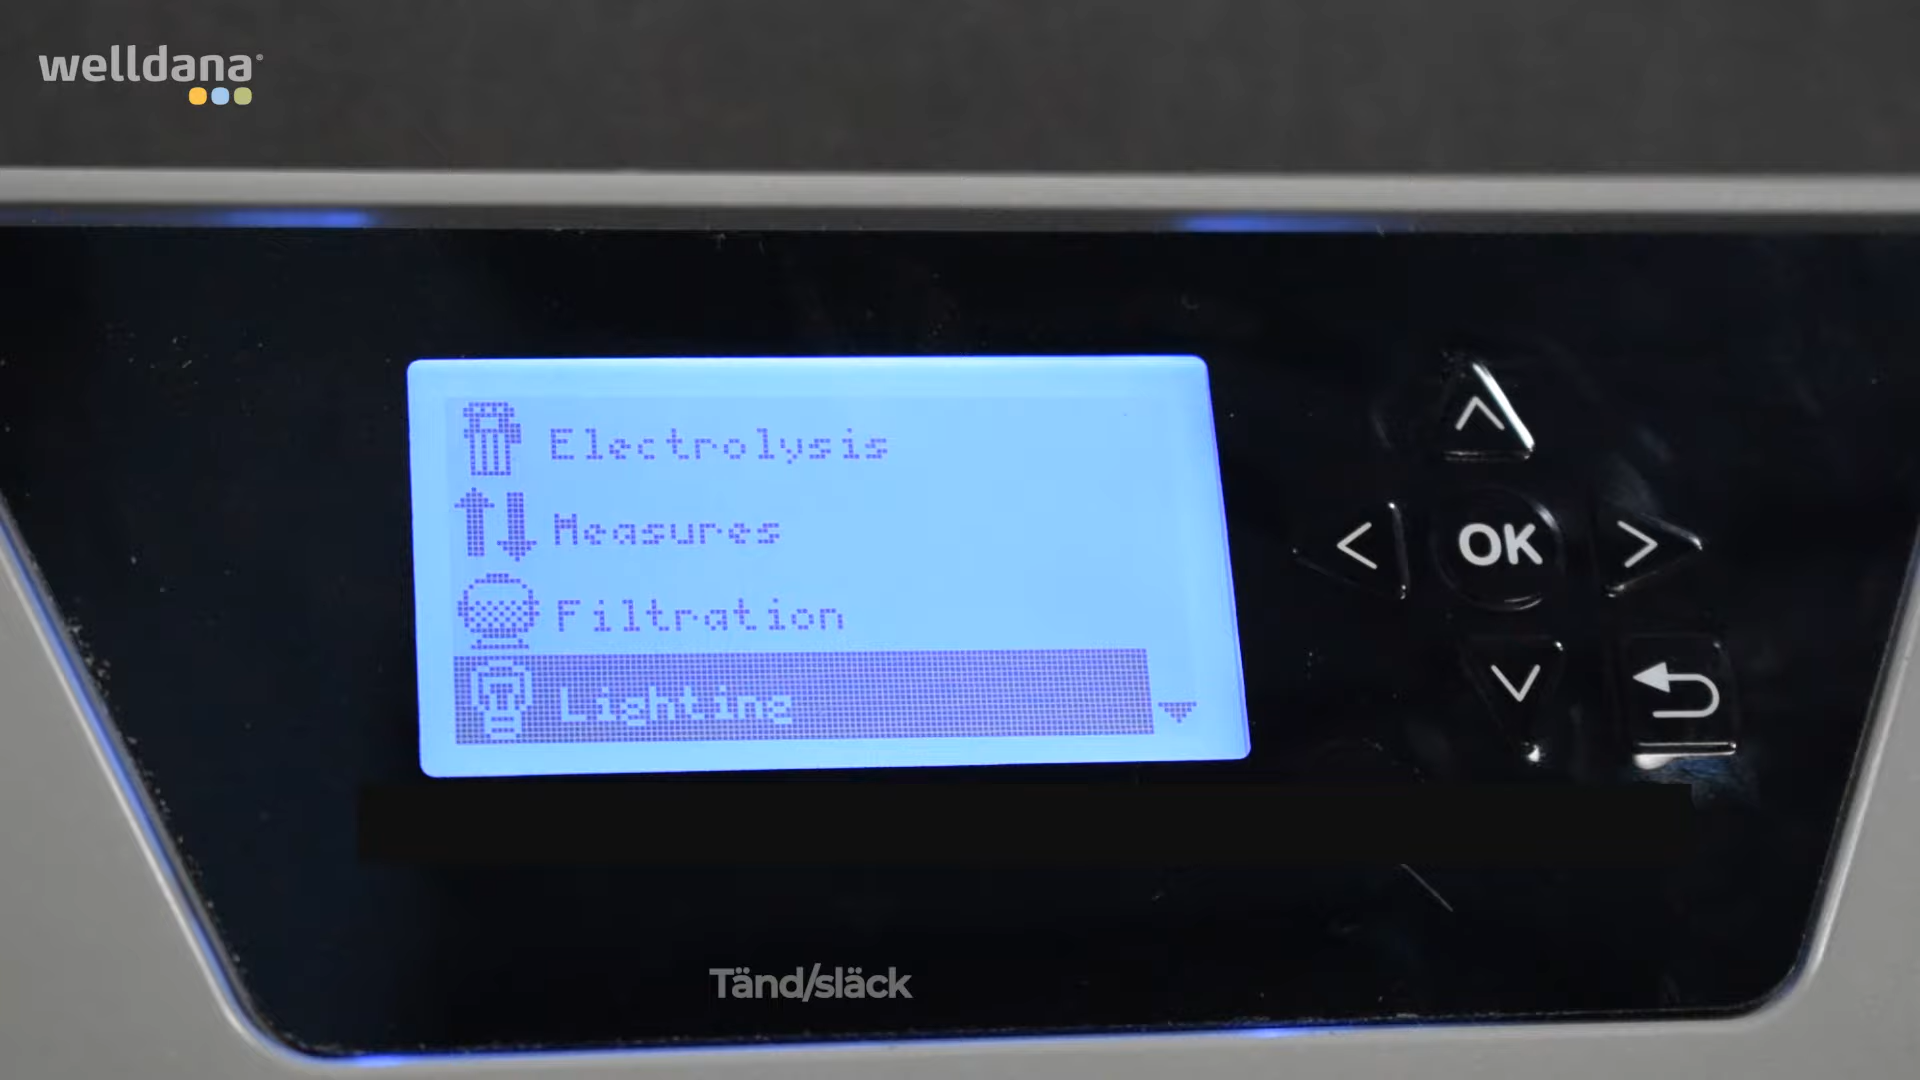 welldana
Electrolysis
Measures
Filtration
Lighting
OK
Tänd/släck